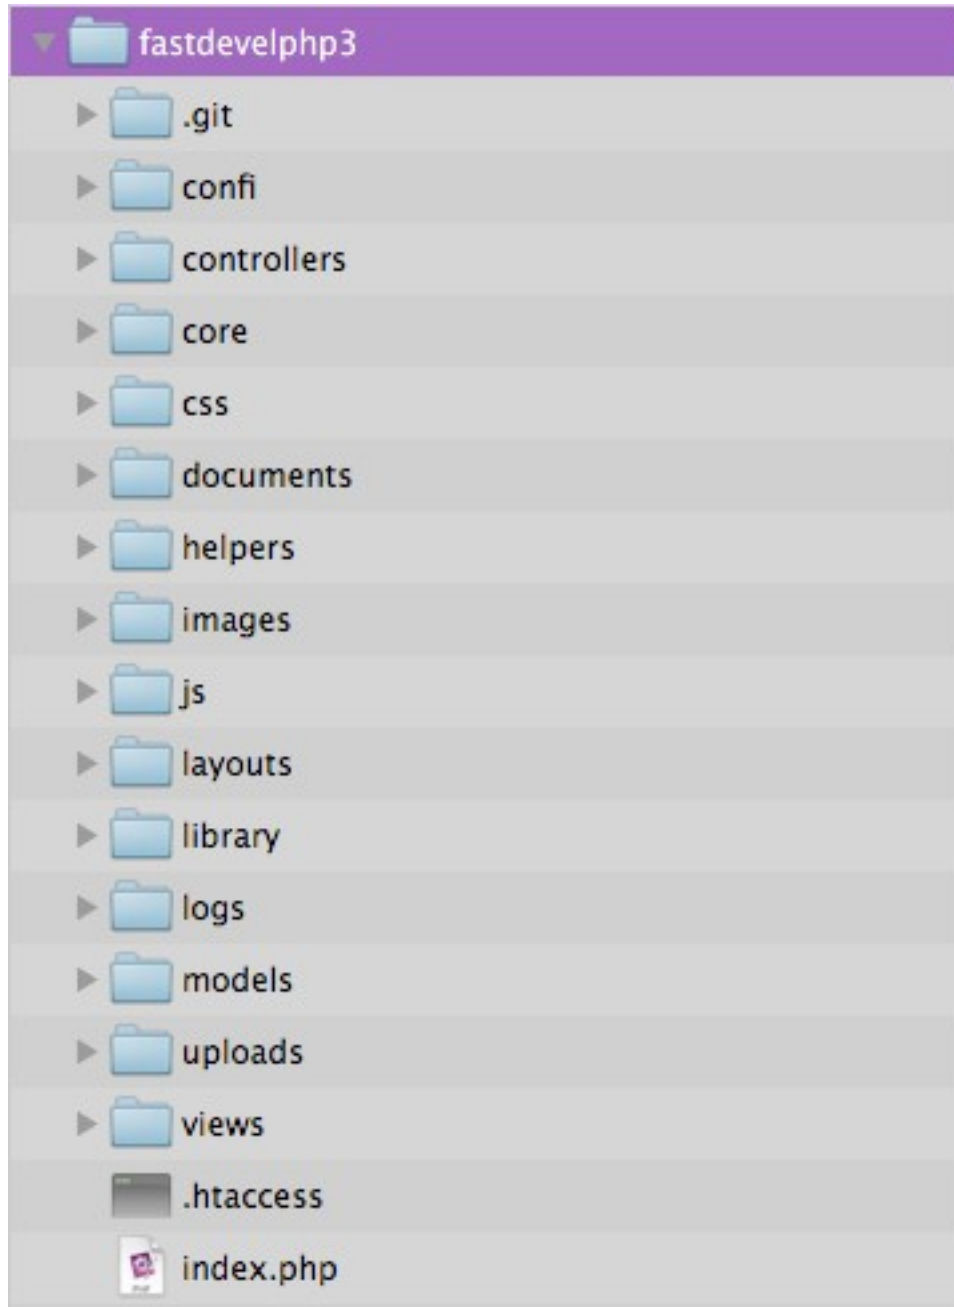 fastdevelphp3
.git
confi
controllers
core
css
documents
helpers
images
js
layouts
library
logs
models
uploads
views
.htaccess
index.php